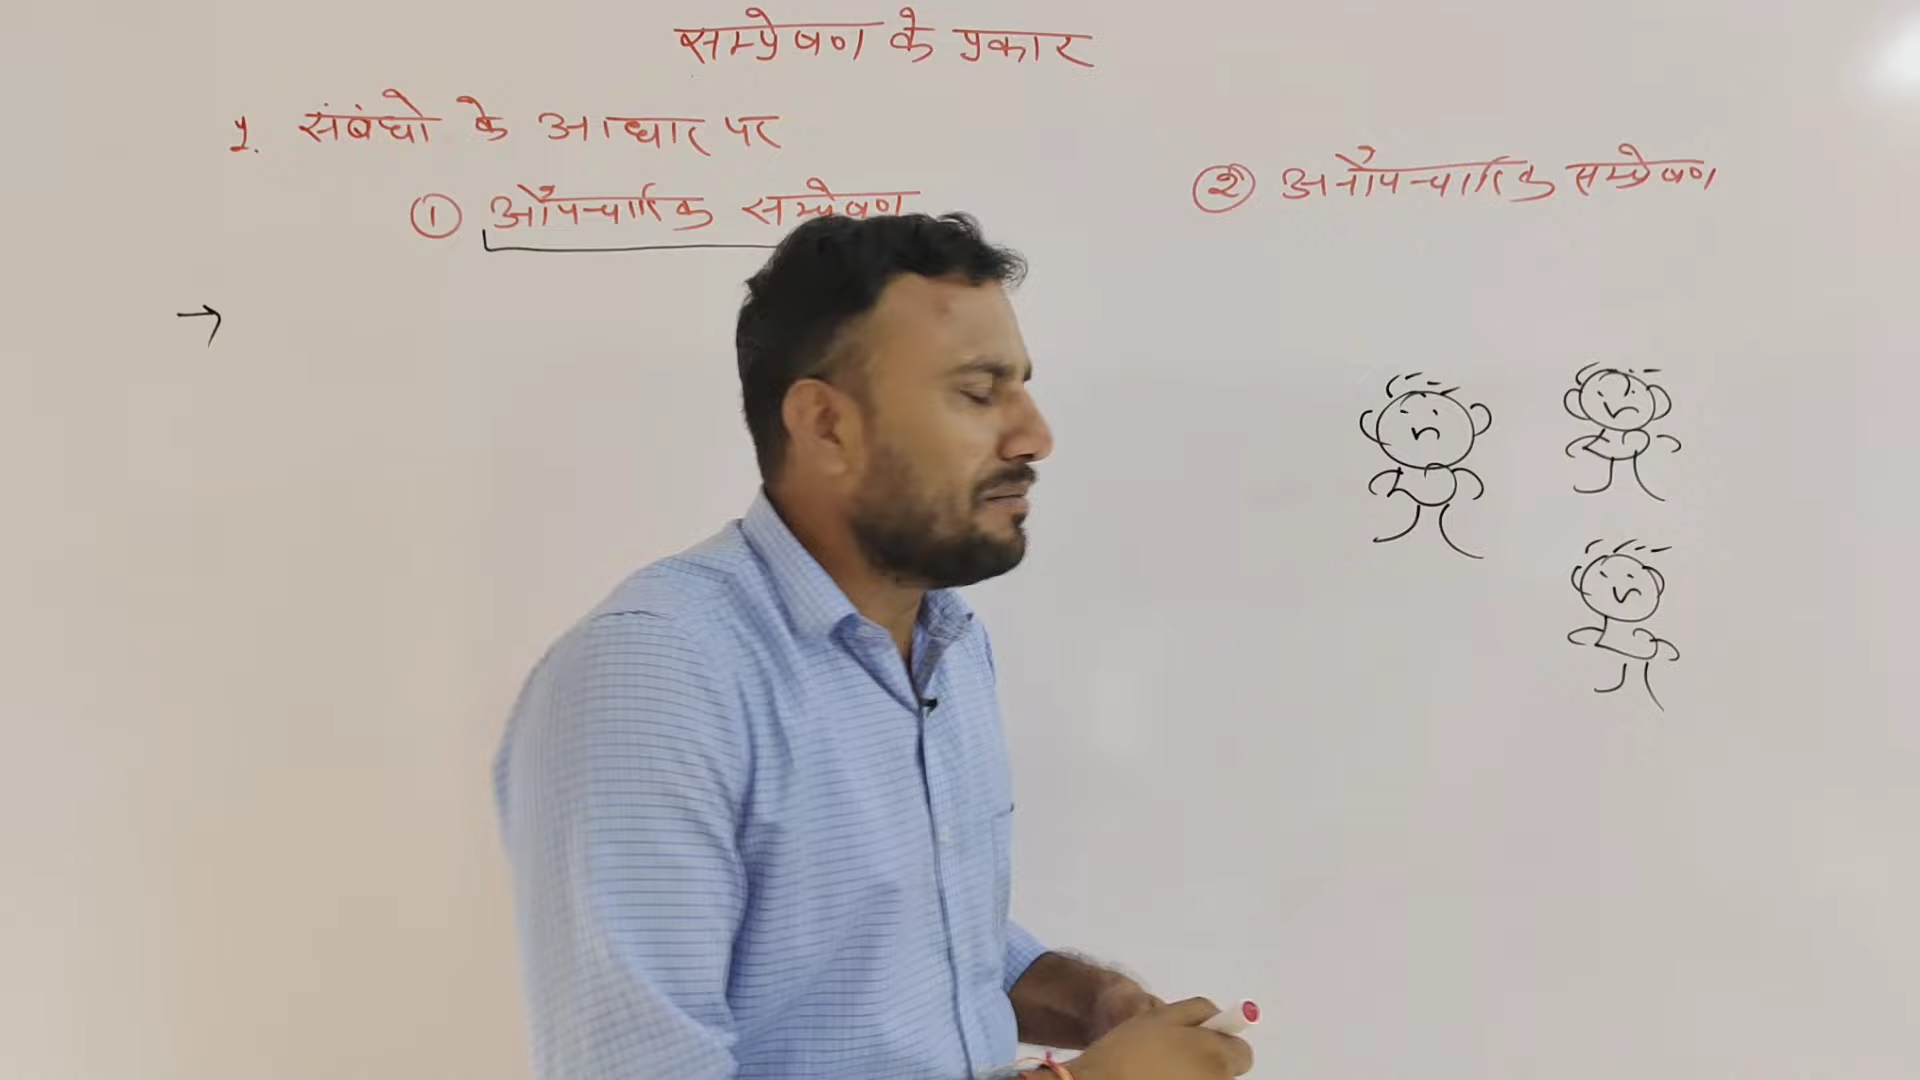 सम्प्रेषण के प्रकार
1. संबंधो के आधार पर
① औपचारिक सम्प्रेषण
② अनौपचारिक सम्प्रेषण
→